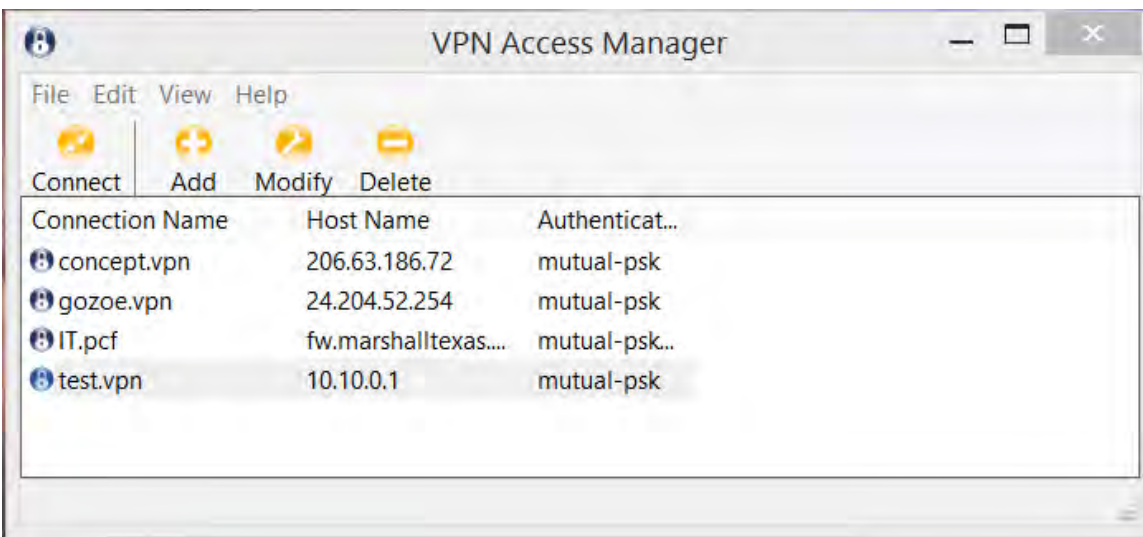 VPN Access Manager
File Edit View Help
Connect Add Modify Delete
Connection Name Host Name Authenticat...
concept.vpn 206.63.186.72 mutual-psk
gozoe.vpn 24.204.52.254 mutual-psk
IT.pcf fw.marshalltexas.... mutual-psk...
test.vpn 10.10.0.1 mutual-psk